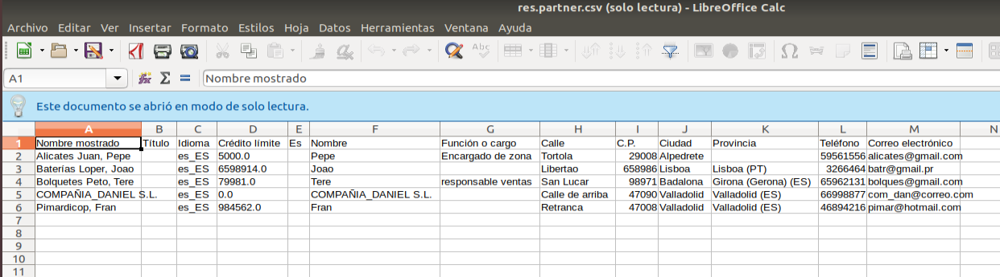 res.partner.csv (solo lectura) - LibreOffice Calc
Archivo Editar Ver Insertar Formato Estilos Hoja Datos Herramientas Ventana Ayuda
A1 Nombre mostrado
Este documento se abrió en modo de solo lectura.
A B C D E F G H I J K L M N
1 Nombre mostrado Título Idioma Crédito límite Es Nombre Función o cargo Calle C.P. Ciudad Provincia Teléfono Correo electrónico
2 Alicates Juan, Pepe es_ES 5000.0 Pepe Encargado de zona Tortola 29008 Alpedrete 59561556 alicates@gmail.com
3 Baterías Loper, Joao es_ES 6598914.0 Joao Libertao 658986 Lisboa Lisboa (PT) 3266464 batr@gmail.pr
4 Bolquetes Peto, Tere es_ES 79981.0 Tere responsable ventas San Lucar 98971 Badalona Girona (Gerona) (ES) 65962131 bolques@gmail.com
5 COMPAÑIA_DANIEL S.L. es_ES 0.0 COMPAÑIA_DANIEL S.L. Calle de arriba 47090 Valladolid Valladolid (ES) 66998877 com_dan@correo.com
6 Pimardicop, Fran es_ES 984562.0 Fran Retranca 47008 Valladolid Valladolid (ES) 46894216 pimar@hotmail.com
7
8
9
10
11